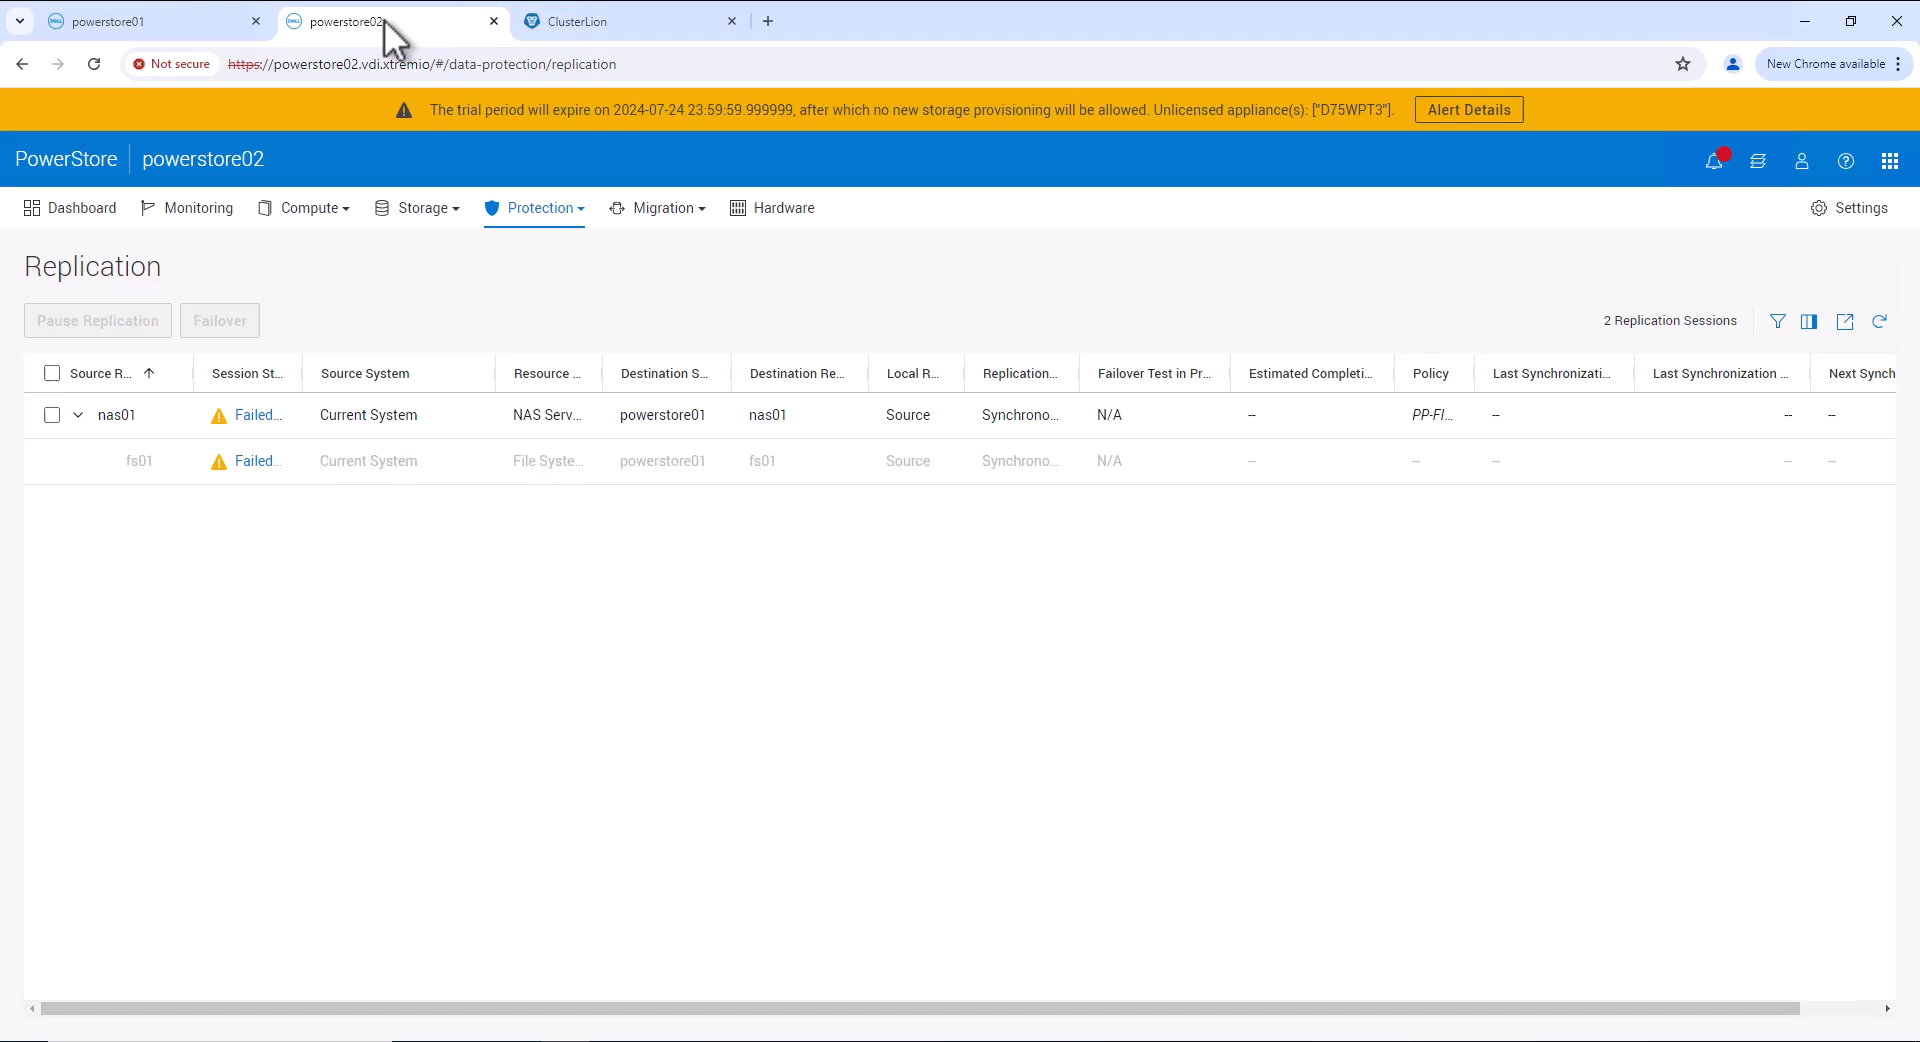 powerstore01
powerstore02
ClusterLion
Not secure https://powerstore02.vdi.xtremio/#/data-protection/replication
New Chrome available
The trial period will expire on 2024-07-24 23:59:59.999999, after which no new storage provisioning will be allowed. Unlicensed appliance(s): ["D75WPT3"]. Alert Details
PowerStore powerstore02
Dashboard Monitoring Compute Storage Protection Migration Hardware Settings
Replication
Pause Replication Failover 2 Replication Sessions
Source R... Session St... Source System Resource ... Destination S... Destination Re... Local R... Replication... Failover Test in Pr... Estimated Completi... Policy Last Synchronizati... Last Synchronization ... Next Synch
nas01 Failed... Current System NAS Serv... powerstore01 nas01 Source Synchrono... N/A -- PP-FI... -- -- --
fs01 Failed... Current System File Syste... powerstore01 fs01 Source Synchrono... N/A -- -- -- -- --